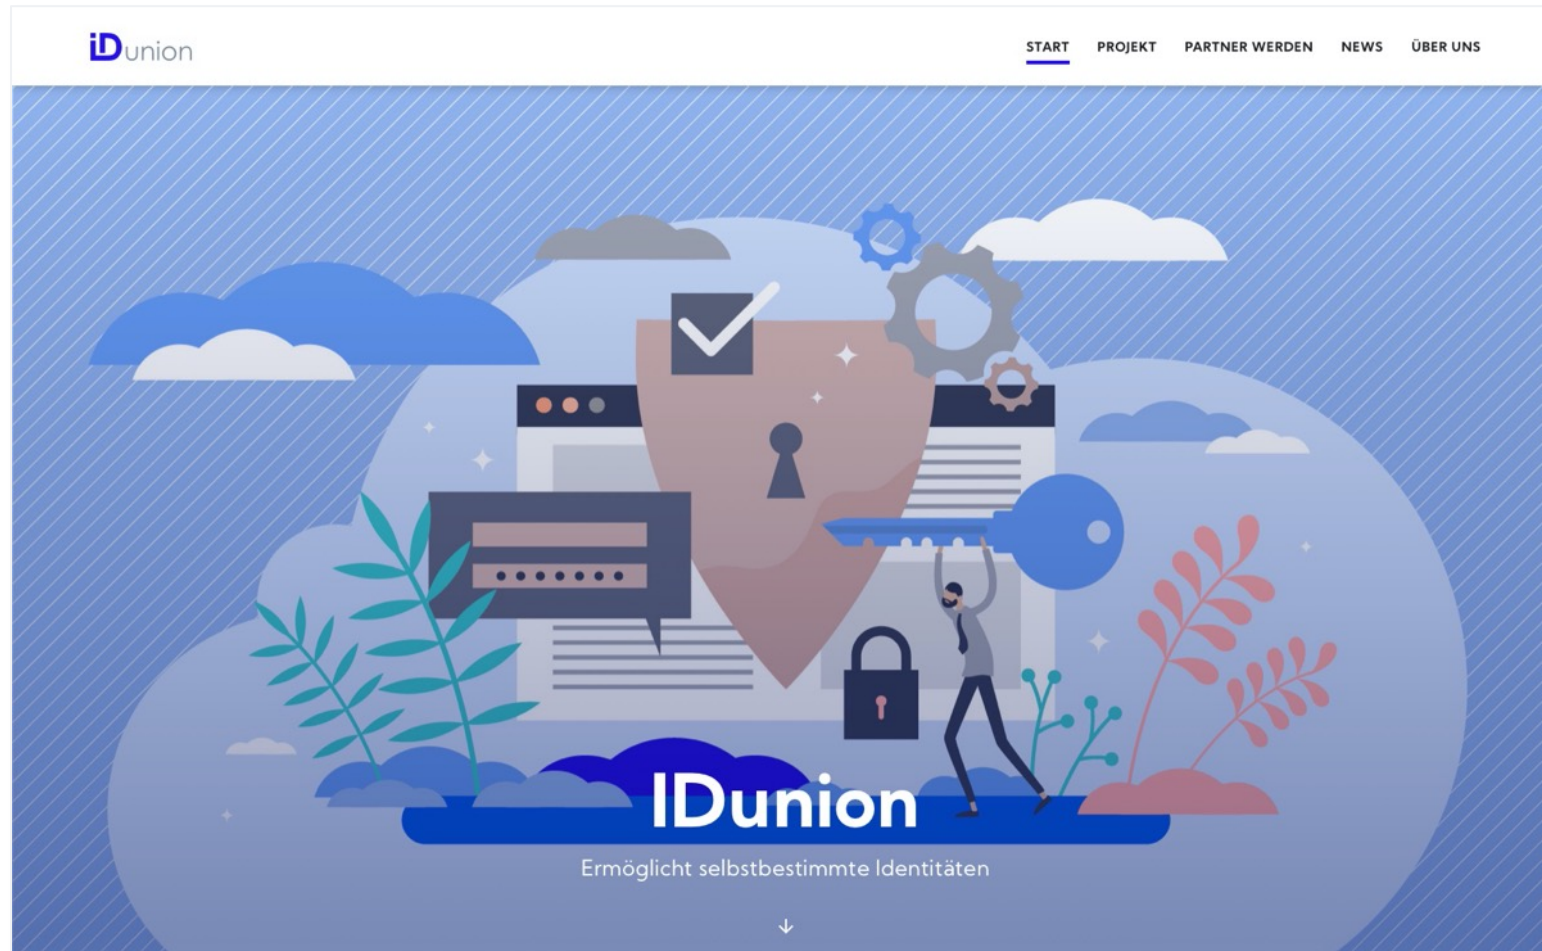 iDunion
START PROJEKT PARTNER WERDEN NEWS ÜBER UNS
IDunion
Ermöglicht selbstbestimmte Identitäten